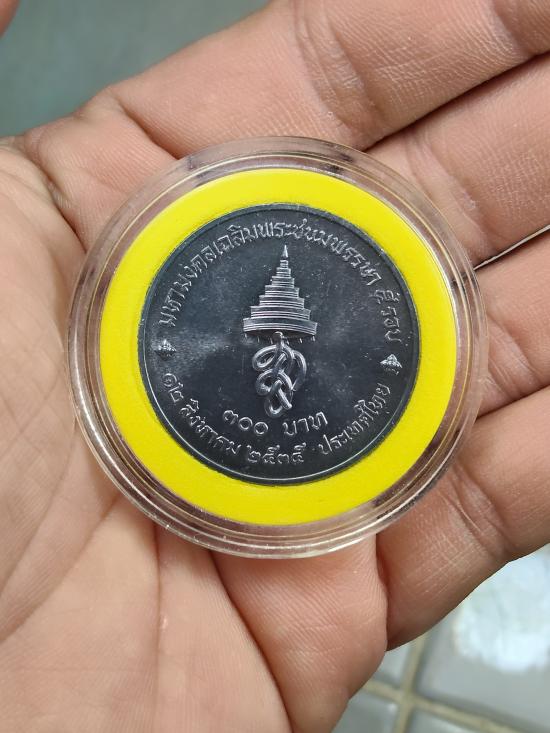 มหามงคลเฉลิมพระชนมพรรษา ๕ รอบ
๓๐๐ บาท
๑๒ สิงหาคม ๒๕๓๕ ประเทศไทย